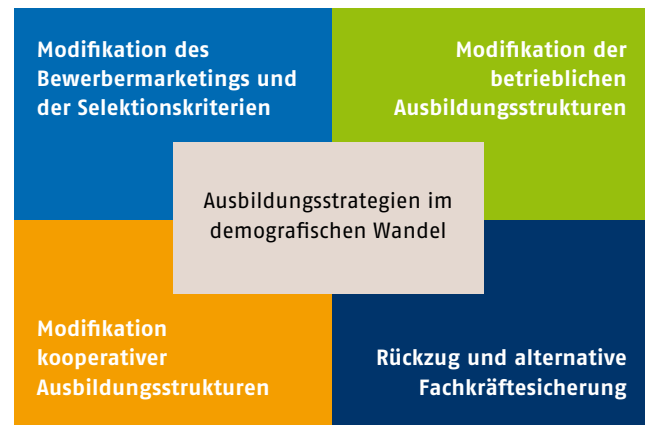 Modifikation des
Bewerbermarketings und
der Selektionskriterien
Modifikation der
betrieblichen
Ausbildungsstrukturen
Ausbildungsstrategien im
demografischen Wandel
Modifikation
kooperativer
Ausbildungsstrukturen
Rückzug und alternative
Fachkräftesicherung